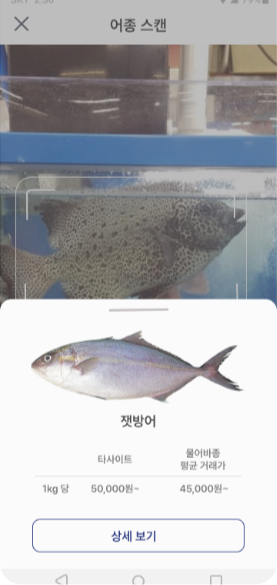 어종 스캔
잿방어
타사이트
물어바종
평균 거래가
1kg 당
50,000원~
45,000원~
상세 보기